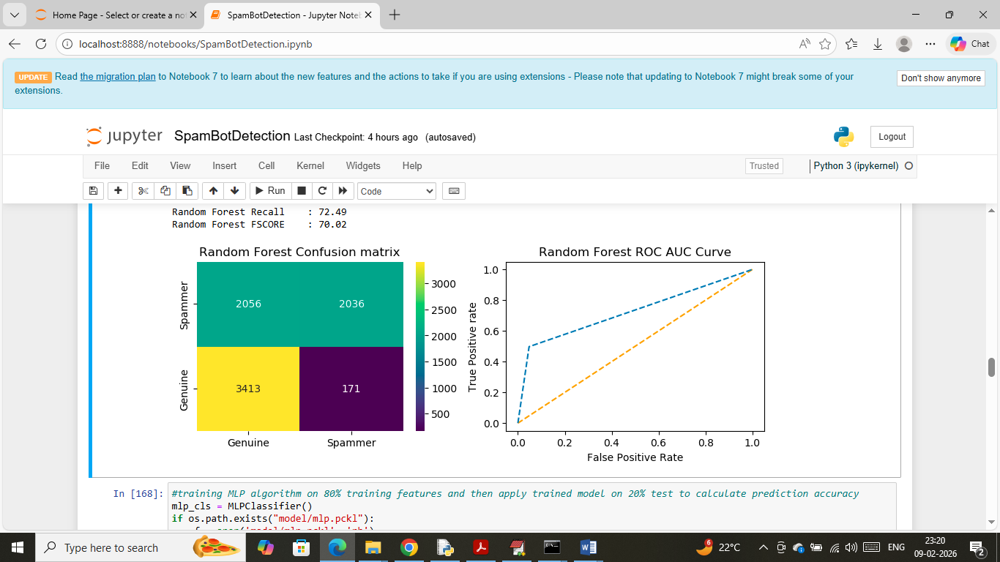 Home Page - Select or create a no
SpamBotDetection - Jupyter Noteb
localhost:8888/notebooks/SpamBotDetection.ipynb
Chat
UPDATE Read the migration plan to Notebook 7 to learn about the new features and the actions to take if you are using extensions - Please note that updating to Notebook 7 might break some of your
extensions.
Don't show anymore
jupyter SpamBotDetection Last Checkpoint: 4 hours ago (autosaved)
Logout
File Edit View Insert Cell Kernel Widgets Help
Trusted
Python 3 (ipykernel)
Run
Code
Random Forest Recall : 72.49
Random Forest FSCORE : 70.02
Random Forest Confusion matrix
Spammer
Genuine
2056 2036
3413 171
Genuine Spammer
3000
2500
2000
1500
1000
500
Random Forest ROC AUC Curve
True Positive rate
1.0
0.8
0.6
0.4
0.2
0.0
0.0 0.2 0.4 0.6 0.8 1.0
False Positive Rate
In [168]: #training MLP algorithm on 80% training features and then apply trained model on 20% test to calculate prediction accuracy
mlp_cls = MLPClassifier()
if os.path.exists("model/mlp.pckl"):
Type here to search
6
22°C
ENG
23:20
09-02-2026
2